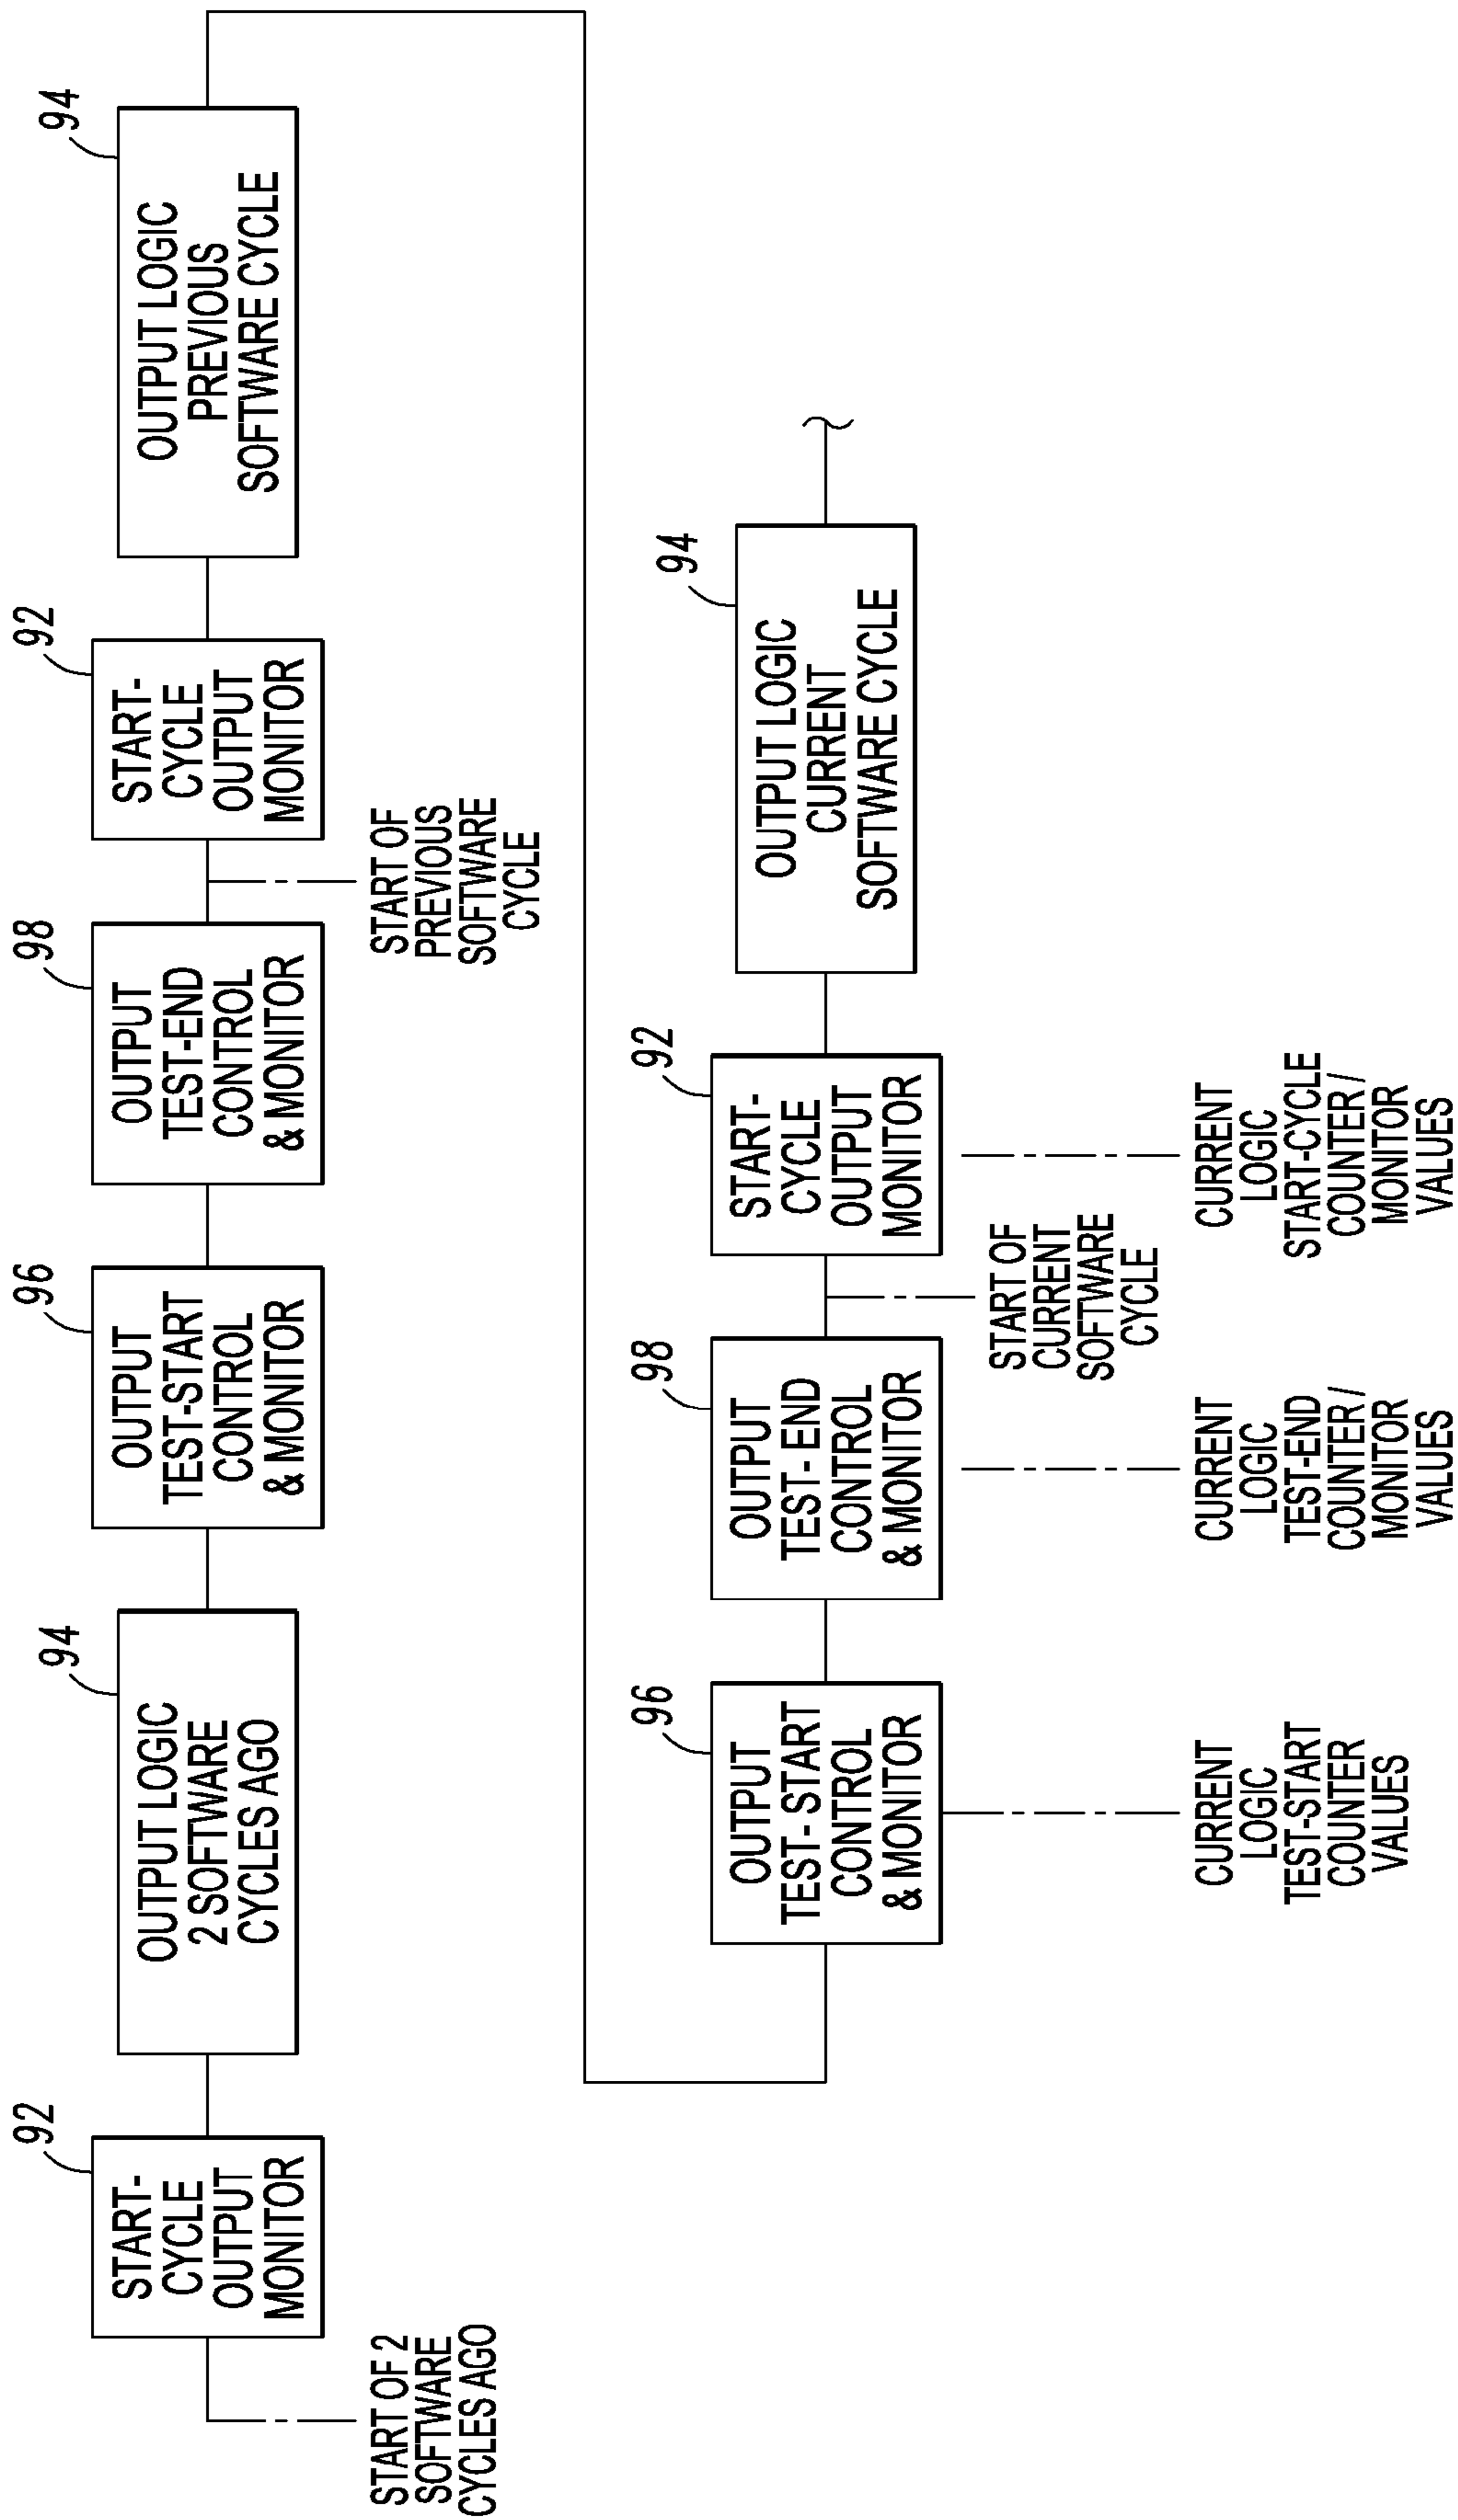 92
START-
CYCLE
OUTPUT
MONITOR
START OF 2
SOFTWARE
CYCLES AGO
94
OUTPUT LOGIC
2 SOFTWARE
CYCLES AGO
96
OUTPUT
TEST-START
CONTROL
& MONITOR
98
OUTPUT
TEST-END
CONTROL
& MONITOR
START OF
PREVIOUS
SOFTWARE
CYCLE
92
START-
CYCLE
OUTPUT
MONITOR
94
OUTPUT LOGIC
PREVIOUS
SOFTWARE CYCLE
96
OUTPUT
TEST-START
CONTROL
& MONITOR
CURRENT
LOGIC
TEST-START
COUNTER
VALUES
98
OUTPUT
TEST-END
CONTROL
& MONITOR
CURRENT
LOGIC
TEST-END
COUNTER/
MONITOR
VALUES
START OF
CURRENT
SOFTWARE
CYCLE
92
START-
CYCLE
OUTPUT
MONITOR
CURRENT
LOGIC
START-CYCLE
COUNTER/
MONITOR
VALUES
94
OUTPUT LOGIC
CURRENT
SOFTWARE CYCLE